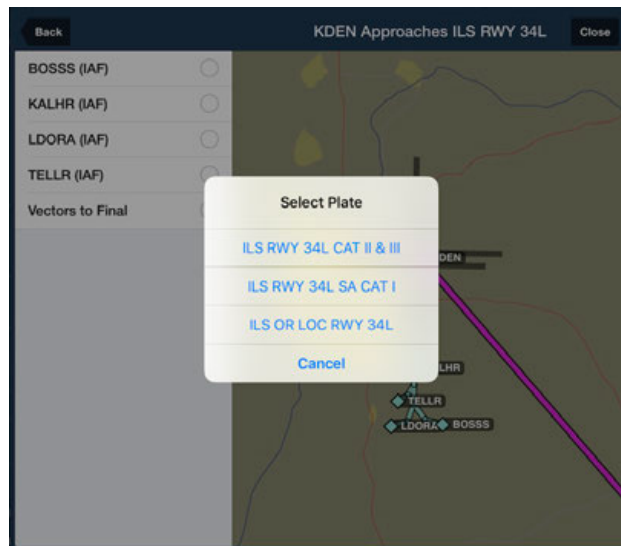 Back
KDEN Approaches ILS RWY 34L
Close
BOSSS (IAF)
KALHR (IAF)
LDORA (IAF)
TELLR (IAF)
Vectors to Final
Select Plate
ILS RWY 34L CAT II & III
ILS RWY 34L SA CAT I
ILS OR LOC RWY 34L
Cancel
DEN
LHR
TELLR
LDORA
BOSSS